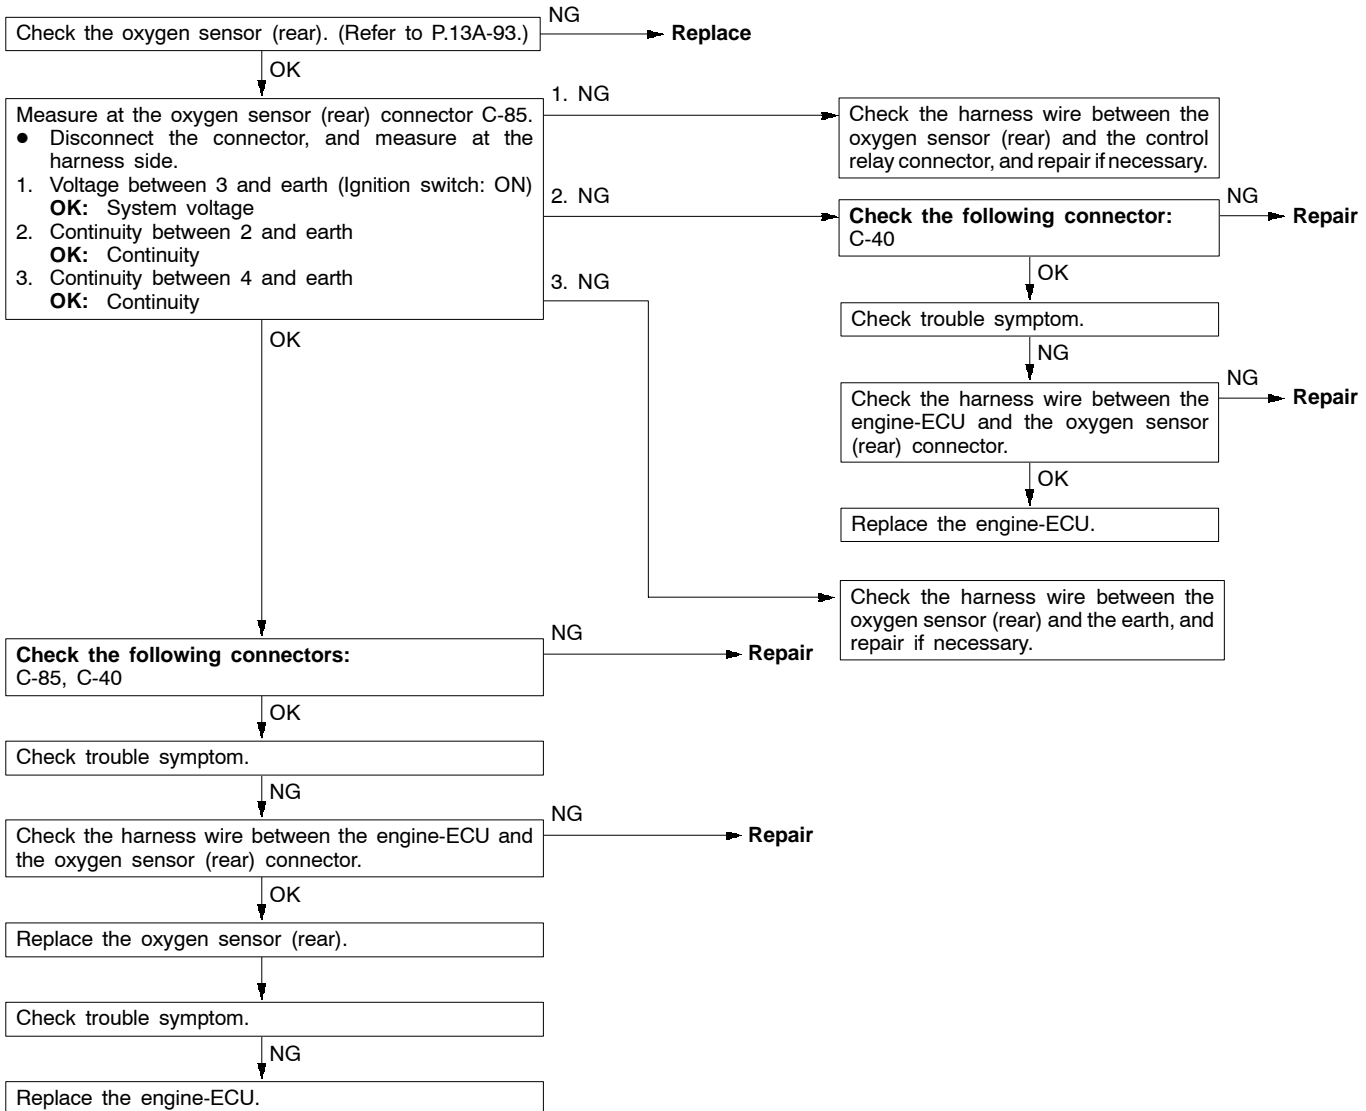 Check the oxygen sensor (rear). (Refer to P.13A-93.)
NG
Replace
OK
Measure at the oxygen sensor (rear) connector C-85.
● Disconnect the connector, and measure at the
harness side.
1. Voltage between 3 and earth (Ignition switch: ON)
OK: System voltage
2. Continuity between 2 and earth
OK: Continuity
3. Continuity between 4 and earth
OK: Continuity
1. NG
Check the harness wire between the
oxygen sensor (rear) and the control
relay connector, and repair if necessary.
2. NG
Check the following connector:
C-40
NG
Repair
OK
Check trouble symptom.
NG
Check the harness wire between the
engine-ECU and the oxygen sensor
(rear) connector.
NG
Repair
OK
Replace the engine-ECU.
3. NG
Check the harness wire between the
oxygen sensor (rear) and the earth, and
repair if necessary.
OK
Check the following connectors:
C-85, C-40
NG
Repair
OK
Check trouble symptom.
NG
Check the harness wire between the engine-ECU and
the oxygen sensor (rear) connector.
NG
Repair
OK
Replace the oxygen sensor (rear).
Check trouble symptom.
NG
Replace the engine-ECU.